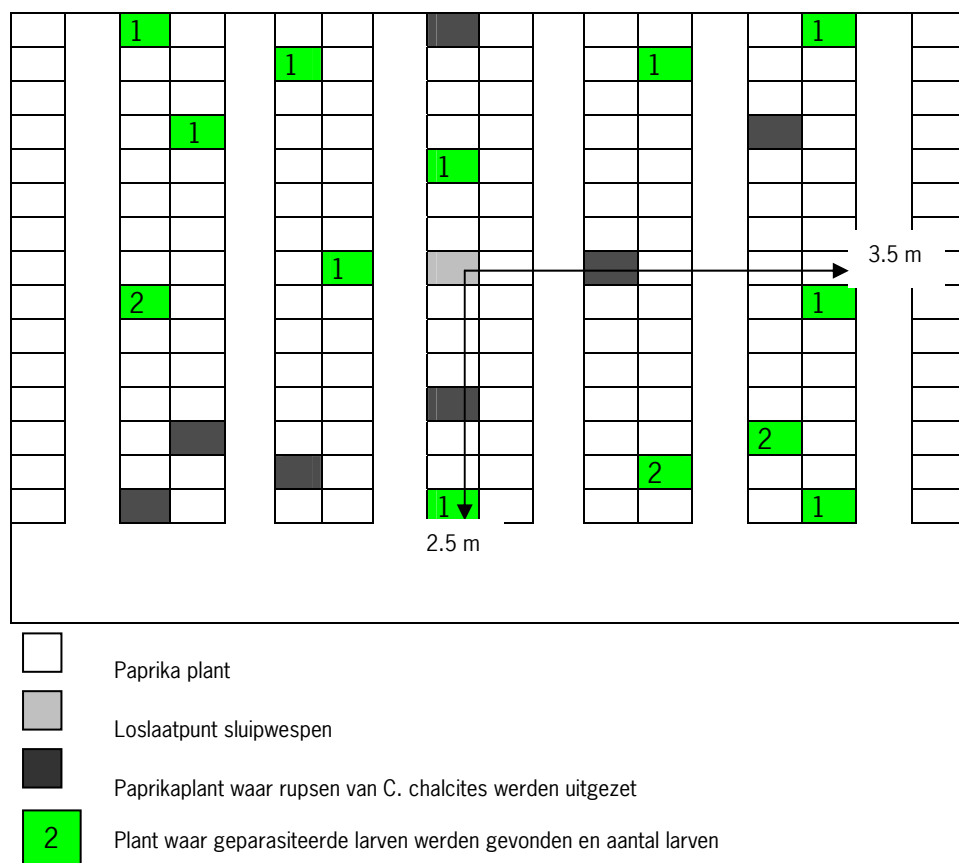 1 1
1 1
1
1
3.5 m
1
2 1
2
2
1 1
2.5 m
Paprika plant
Loslaatpunt sluipwespen
Paprikaplant waar rupsen van C. chalcites werden uitgezet
2 Plant waar geparasiteerde larven werden gevonden en aantal larven